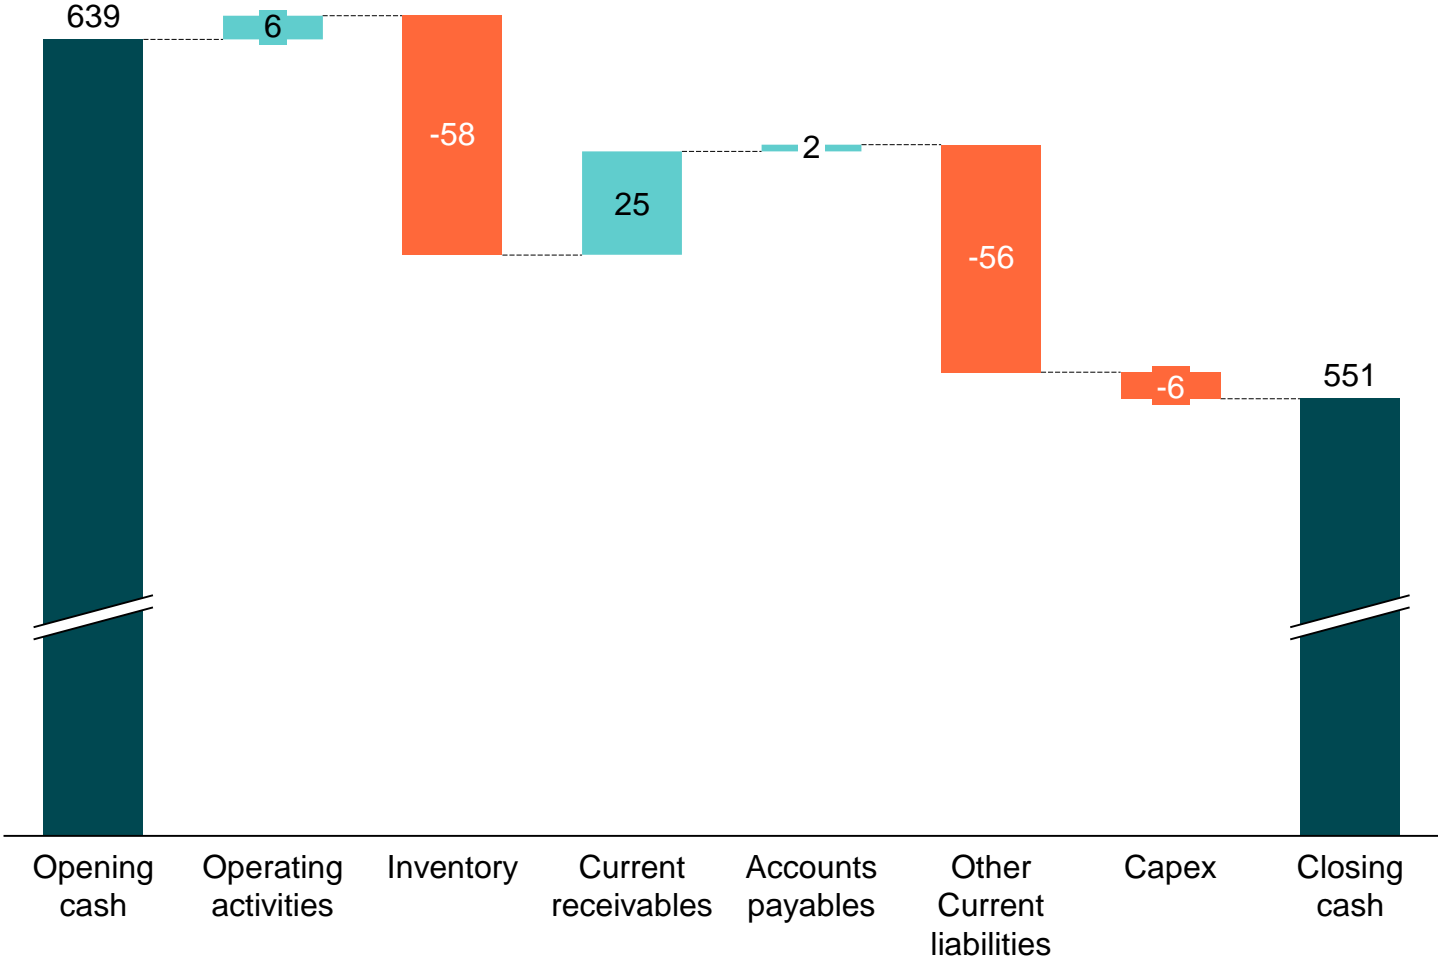 639
6
-58
25
2
-56
-6
551
Opening
cash
Operating
activities
Inventory
Current
receivables
Accounts
payables
Other
Current
liabilities
Capex
Closing
cash